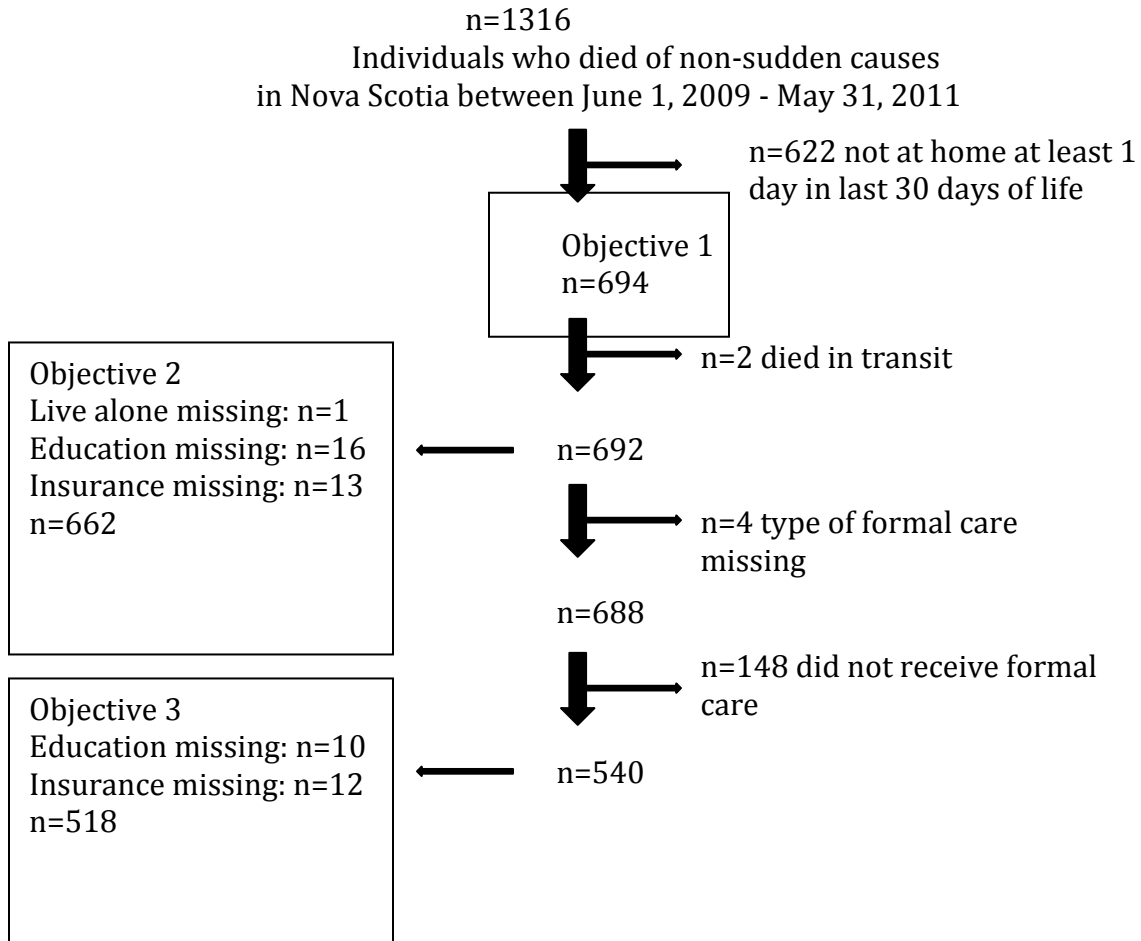 n=1316
Individuals who died of non-sudden causes
in Nova Scotia between June 1, 2009 - May 31, 2011
n=622 not at home at least 1
day in last 30 days of life
Objective 1
n=694
n=2 died in transit
Objective 2
Live alone missing: n=1
Education missing: n=16
Insurance missing: n=13
n=662
n=692
n=4 type of formal care
missing
n=688
n=148 did not receive formal
care
Objective 3
Education missing: n=10
Insurance missing: n=12
n=518
n=540